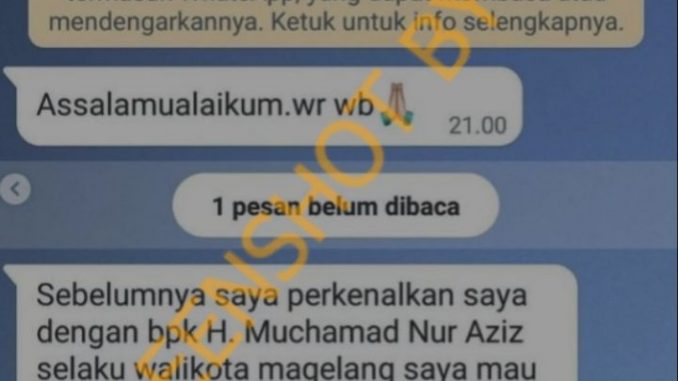 mendengarkannya. Ketuk untuk info selengkapnya.
Assalamualaikum.wr wb🙏
21.00
1 pesan belum dibaca
Sebelumnya saya perkenalkan saya
dengan bpk H. Muchamad Nur Aziz
selaku walikota magelang saya mau
EENSHOT B